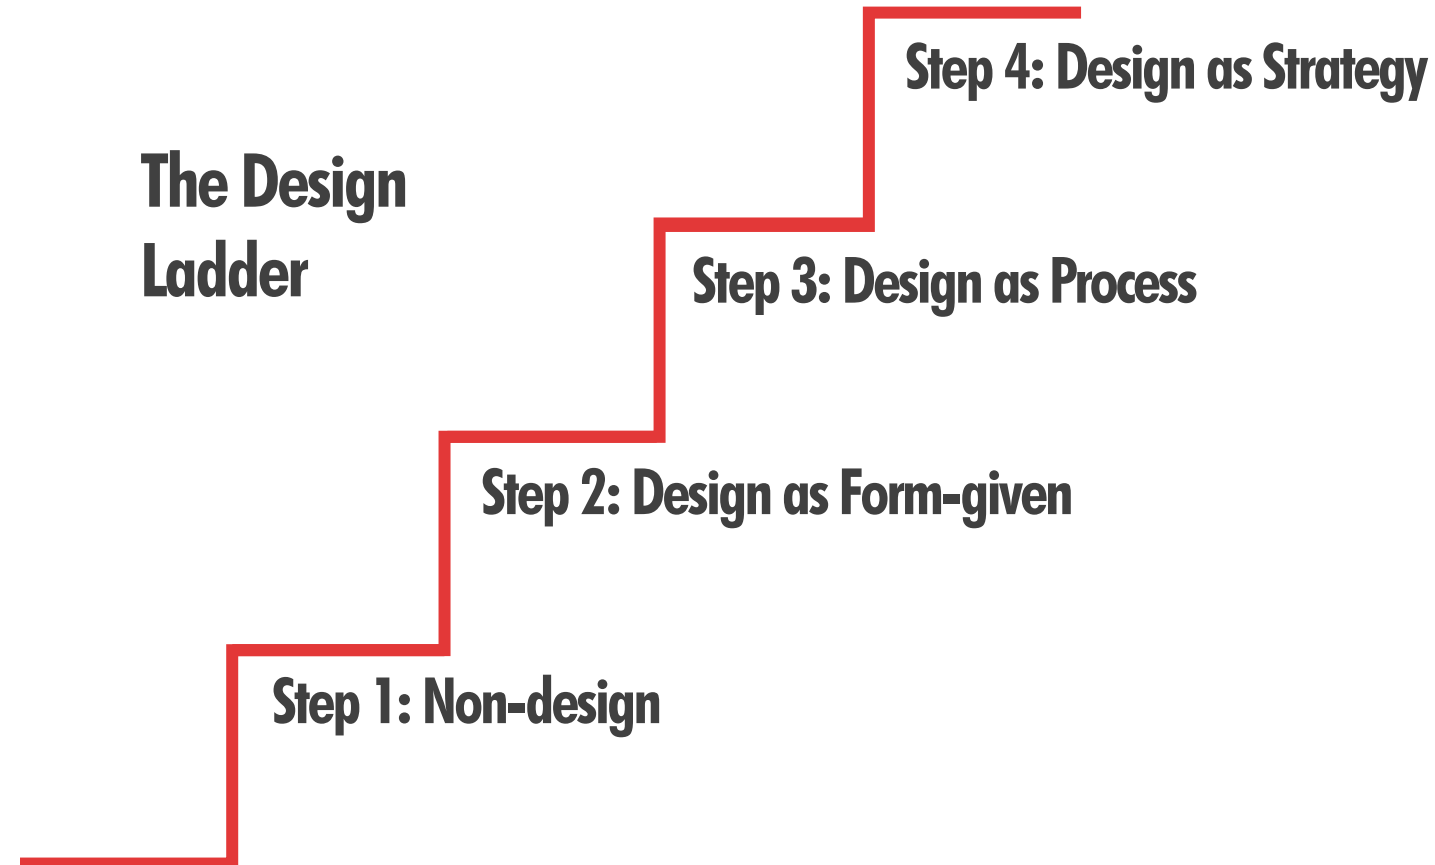 The Design
Ladder
Step 4: Design as Strategy
Step 3: Design as Process
Step 2: Design as Form-given
Step 1: Non-design